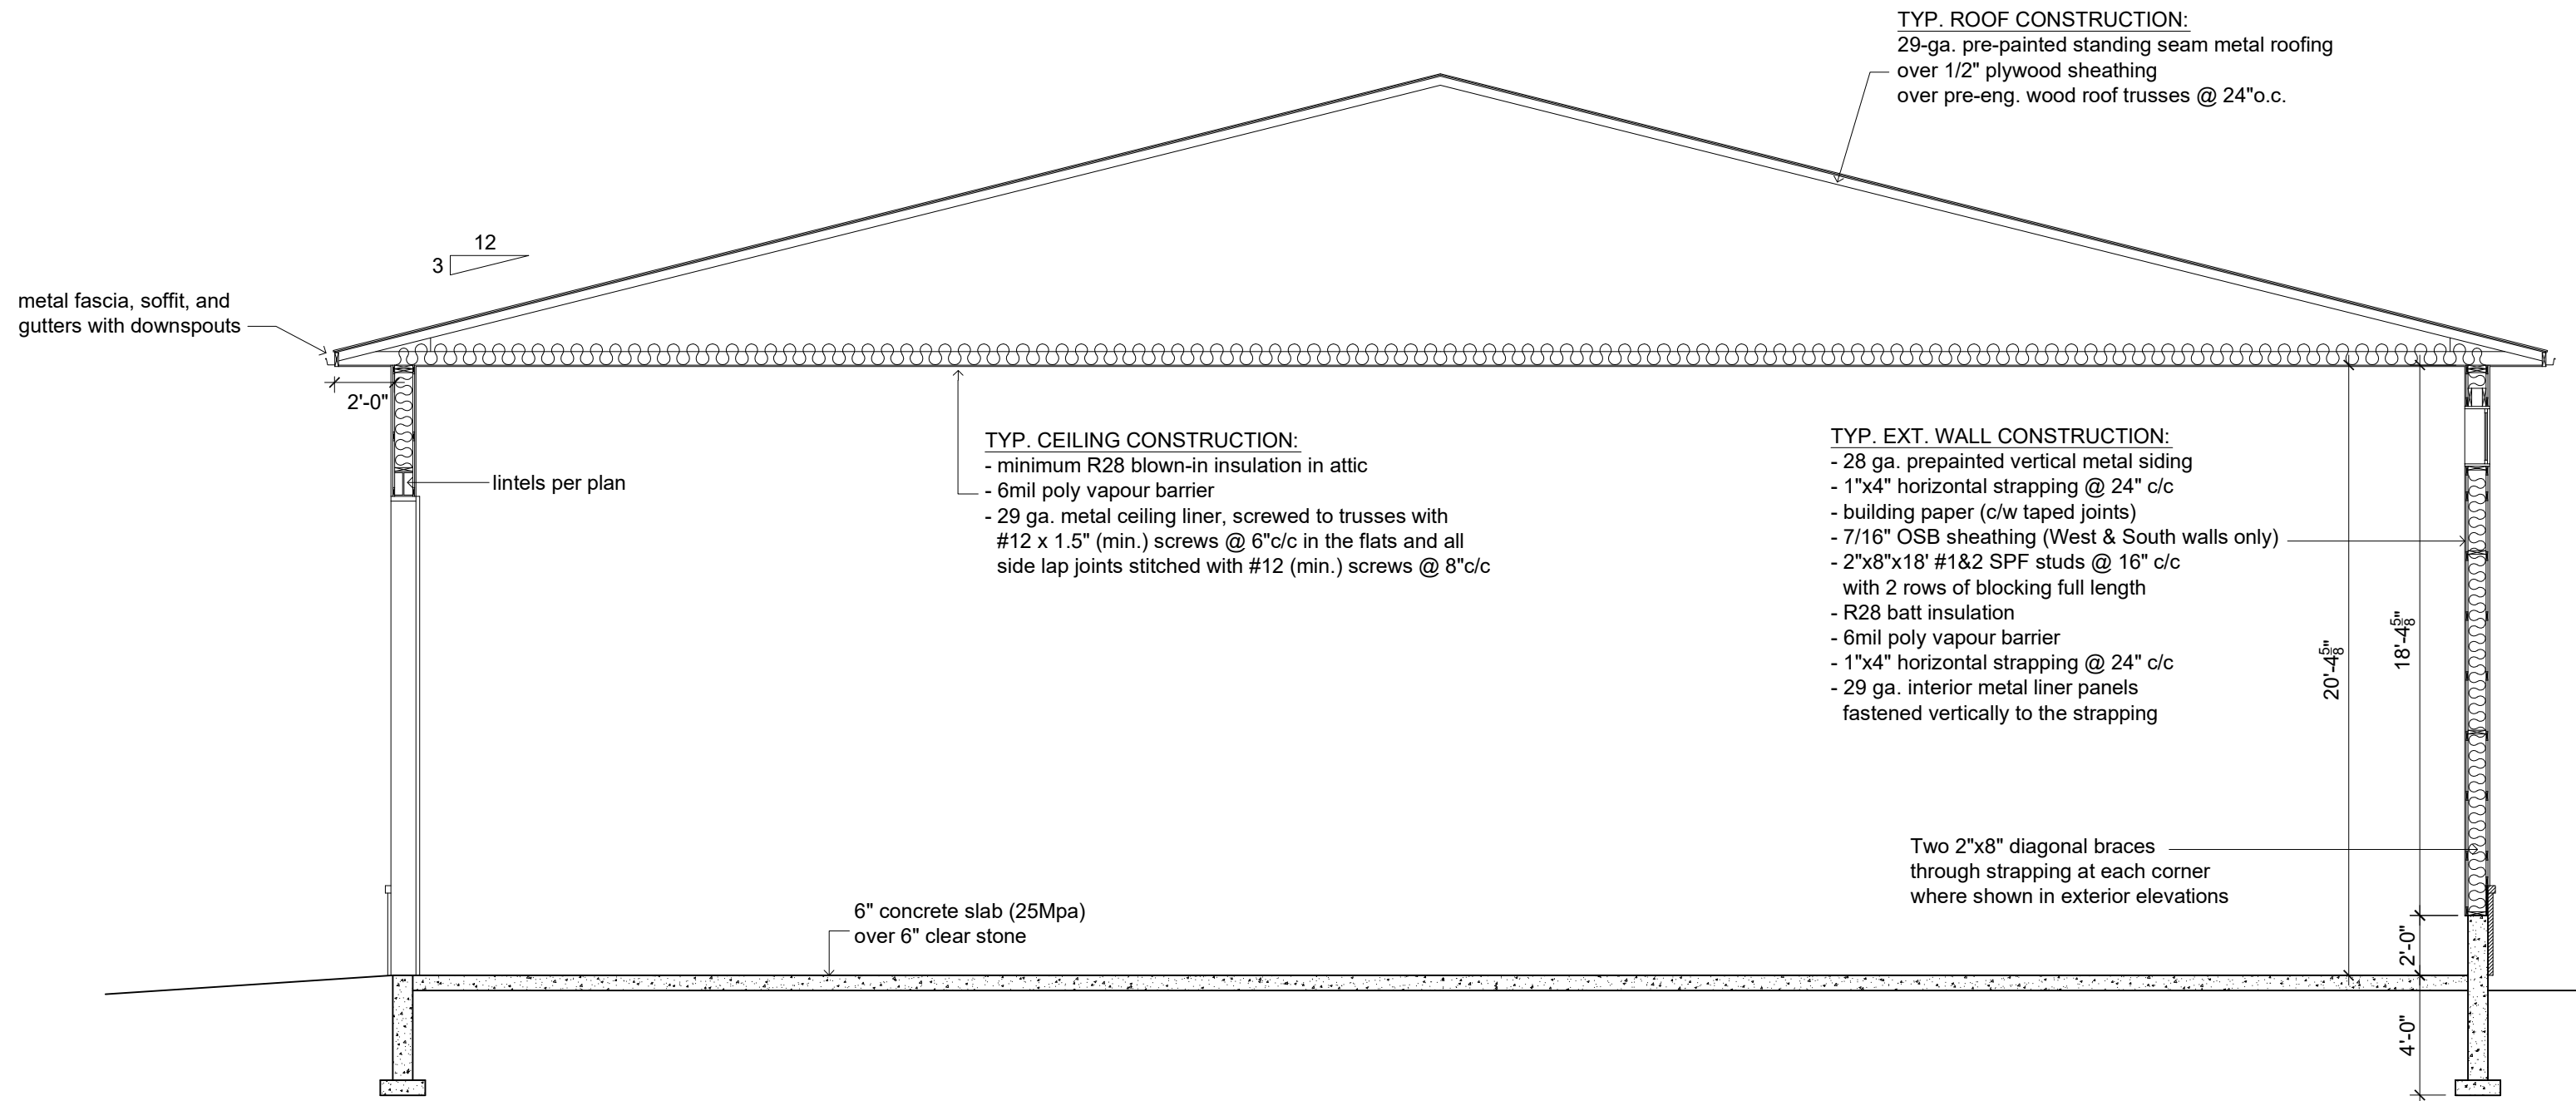 TYP. ROOF CONSTRUCTION:
29-ga. pre-painted standing seam metal roofing
over 1/2" plywood sheathing
over pre-eng. wood roof trusses @ 24"o.c.
12
3
metal fascia, soffit, and
gutters with downspouts
2'-0"
lintels per plan
TYP. CEILING CONSTRUCTION:
- minimum R28 blown-in insulation in attic
- 6mil poly vapour barrier
- 29 ga. metal ceiling liner, screwed to trusses with
#12 x 1.5" (min.) screws @ 6"c/c in the flats and all
side lap joints stitched with #12 (min.) screws @ 8"c/c
TYP. EXT. WALL CONSTRUCTION:
- 28 ga. prepainted vertical metal siding
- 1"x4" horizontal strapping @ 24" c/c
- building paper (c/w taped joints)
- 7/16" OSB sheathing (West & South walls only)
- 2"x8"x18' #1&2 SPF studs @ 16" c/c
with 2 rows of blocking full length
- R28 batt insulation
- 6mil poly vapour barrier
- 1"x4" horizontal strapping @ 24" c/c
- 29 ga. interior metal liner panels
fastened vertically to the strapping
20'-4 5/8"
18'-4 5/8"
Two 2"x8" diagonal braces
through strapping at each corner
where shown in exterior elevations
6" concrete slab (25Mpa)
over 6" clear stone
2'-0"
4'-0"